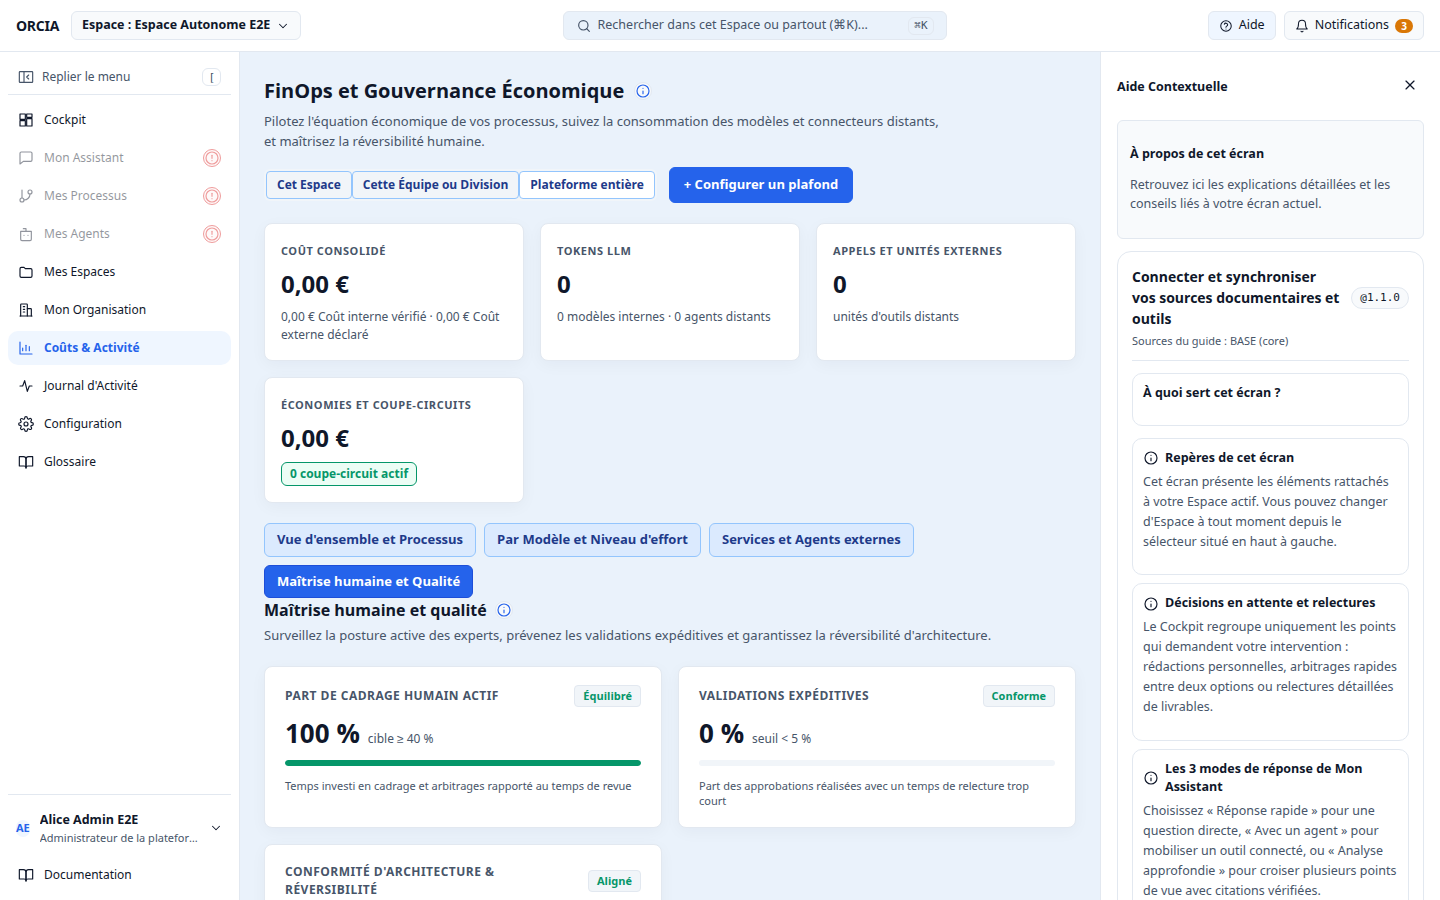 ORCIA
Espace : Espace Autonome E2E
Rechercher dans cet Espace ou partout (⌘K)...
⌘K
Aide
Notifications
3
Replier le menu
[
Cockpit
Mon Assistant
Mes Processus
Mes Agents
Mes Espaces
Mon Organisation
Coûts & Activité
Journal d'Activité
Configuration
Glossaire
AE
Alice Admin E2E
Administrateur de la platefor...
Documentation
FinOps et Gouvernance Économique
Pilotez l'équation économique de vos processus, suivez la consommation des modèles et connecteurs distants,
et maîtrisez la réversibilité humaine.
Cet Espace
Cette Équipe ou Division
Plateforme entière
+ Configurer un plafond
COÛT CONSOLIDÉ
0,00 €
0,00 € Coût interne vérifié · 0,00 € Coût
externe déclaré
TOKENS LLM
0
0 modèles internes · 0 agents distants
APPELS ET UNITÉS EXTERNES
0
unités d'outils distants
ÉCONOMIES ET COUPE-CIRCUITS
0,00 €
0 coupe-circuit actif
Vue d'ensemble et Processus
Par Modèle et Niveau d'effort
Services et Agents externes
Maîtrise humaine et Qualité
Maîtrise humaine et qualité
Surveillez la posture active des experts, prévenez les validations expéditives et garantissez la réversibilité d'architecture.
PART DE CADRAGE HUMAIN ACTIF
Équilibré
100 % cible ≥ 40 %
Temps investi en cadrage et arbitrages rapporté au temps de revue
VALIDATIONS EXPÉDITIVES
Conforme
0 % seuil < 5 %
Part des approbations réalisées avec un temps de relecture trop
court
CONFORMITÉ D'ARCHITECTURE &
RÉVERSIBILITÉ
Aligné
Aide Contextuelle
À propos de cet écran
Retrouvez ici les explications détaillées et les
conseils liés à votre écran actuel.
Connecter et synchroniser
vos sources documentaires et
outils
@1.1.0
Sources du guide : BASE (core)
À quoi sert cet écran ?
Repères de cet écran
Cet écran présente les éléments rattachés
à votre Espace actif. Vous pouvez changer
d'Espace à tout moment depuis le
sélecteur situé en haut à gauche.
Décisions en attente et relectures
Le Cockpit regroupe uniquement les points
qui demandent votre intervention :
rédactions personnelles, arbitrages rapides
entre deux options ou relectures détaillées
de livrables.
Les 3 modes de réponse de Mon
Assistant
Choisissez « Réponse rapide » pour une
question directe, « Avec un agent » pour
mobiliser un outil connecté, ou « Analyse
approfondie » pour croiser plusieurs points
de vue avec citations vérifiées.